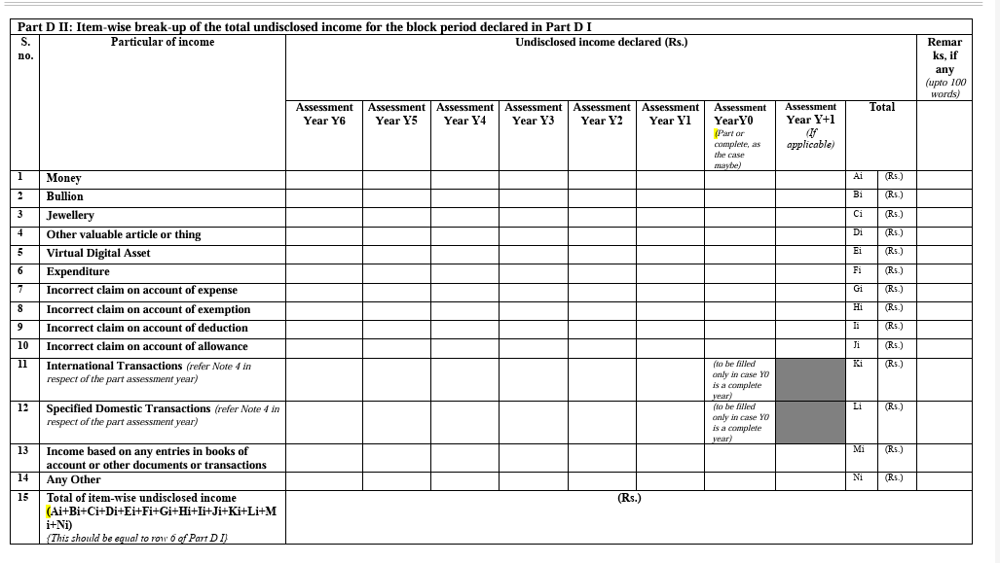 Part D II: Item-wise break-up of the total undisclosed income for the block period declared in Part D I
S. no.
Particular of income
Undisclosed income declared (Rs.)
Remar
ks, if
any
(upto 100
words)
Assessment Year Y6
Assessment Year Y5
Assessment Year Y4
Assessment Year Y3
Assessment Year Y2
Assessment Year Y1
Assessment
YearY0
(Part or
complete, as
the case
maybe)
Assessment
Year Y+1
(If
applicable)
Total
1 Money Ai (Rs.)
2 Bullion Bi (Rs.)
3 Jewellery Ci (Rs.)
4 Other valuable article or thing Di (Rs.)
5 Virtual Digital Asset Ei (Rs.)
6 Expenditure Fi (Rs.)
7 Incorrect claim on account of expense Gi (Rs.)
8 Incorrect claim on account of exemption Hi (Rs.)
9 Incorrect claim on account of deduction Ii (Rs.)
10 Incorrect claim on account of allowance Ji (Rs.)
11 International Transactions (refer Note 4 in
respect of the part assessment year)
(to be filled
only in case Y0
is a complete
year)
Ki (Rs.)
12 Specified Domestic Transactions (refer Note 4 in
respect of the part assessment year)
(to be filled
only in case Y0
is a complete
year)
Li (Rs.)
13 Income based on any entries in books of
account or other documents or transactions
Mi (Rs.)
14 Any Other Ni (Rs.)
15 Total of item-wise undisclosed income
(Ai+Bi+Ci+Di+Ei+Fi+Gi+Hi+Ii+Ji+Ki+Li+M
i+Ni)
{This should be equal to row 6 of Part D I}
(Rs.)